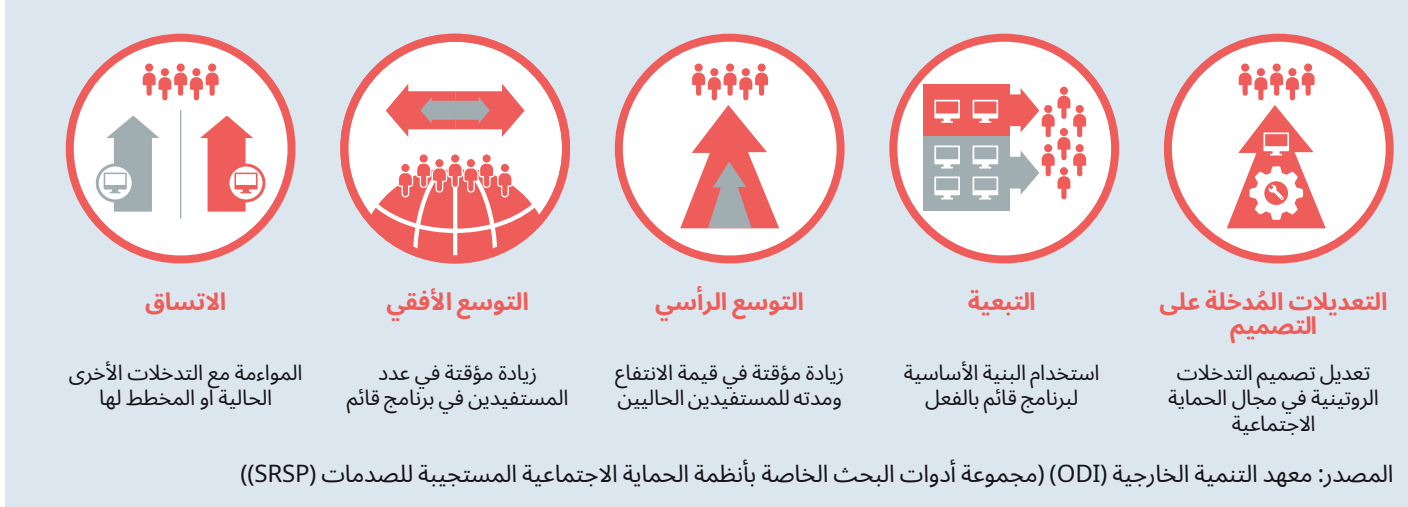 التعديلات المُدخلة على
التصميم
تعديل تصميم التدخلات
الروتينية في مجال الحماية
الاجتماعية
التبعية
استخدام البنية الأساسية
لبرنامج قائم بالفعل
التوسع الرأسي
زيادة مؤقتة في قيمة الانتفاع
ومدته للمستفيدين الحاليين
التوسع الأفقي
زيادة مؤقتة في عدد
المستفيدين في برنامج قائم
الاتساق
المواءمة مع التدخلات الأخرى
الحالية أو المخطط لها
المصدر: معهد التنمية الخارجية (ODI) (مجموعة أدوات البحث الخاصة بأنظمة الحماية الاجتماعية المستجيبة للصدمات (SRSP))